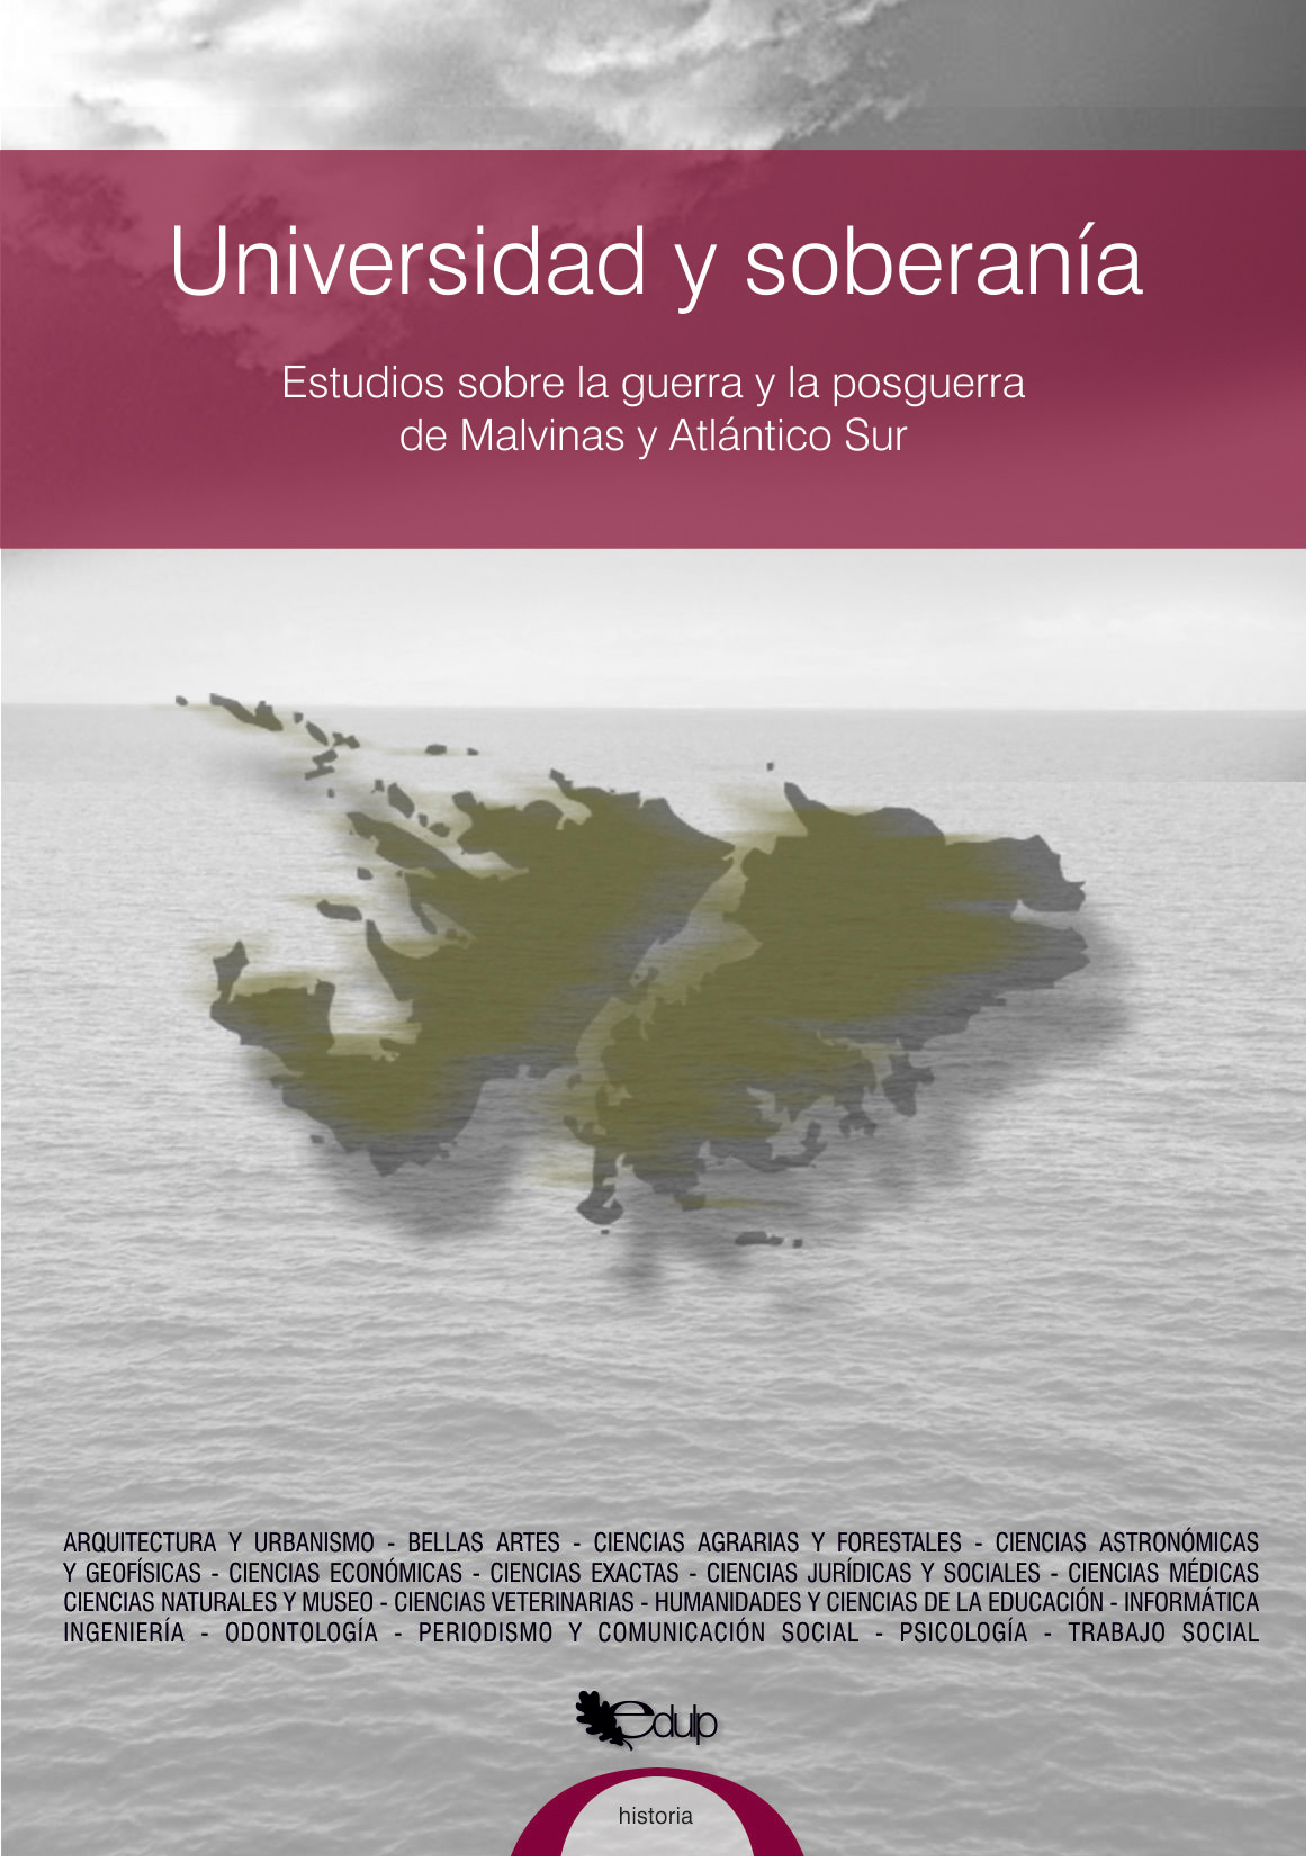 Universidad y soberanía
Estudios sobre la guerra y la posguerra
de Malvinas y Atlántico Sur
ARQUITECTURA Y URBANISMO - BELLAS ARTES - CIENCIAS AGRARIAS Y FORESTALES - CIENCIAS ASTRONÓMICAS
Y GEOFÍSICAS - CIENCIAS ECONÓMICAS - CIENCIAS EXACTAS - CIENCIAS JURÍDICAS Y SOCIALES - CIENCIAS MÉDICAS
CIENCIAS NATURALES Y MUSEO - CIENCIAS VETERINARIAS - HUMANIDADES Y CIENCIAS DE LA EDUCACIÓN - INFORMÁTICA
INGENIERÍA - ODONTOLOGÍA - PERIODISMO Y COMUNICACIÓN SOCIAL - PSICOLOGÍA - TRABAJO SOCIAL
edulp
historia